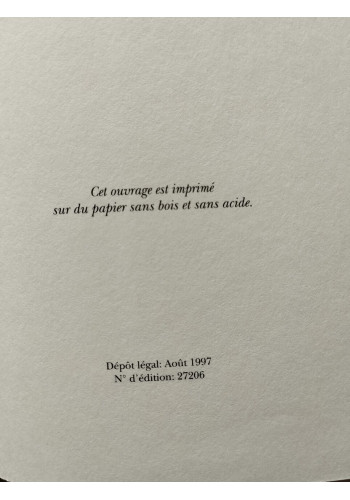 Cet ouvrage est imprimé
sur du papier sans bois et sans acide.
Dépôt légal: Août 1997
N° d'édition: 27206